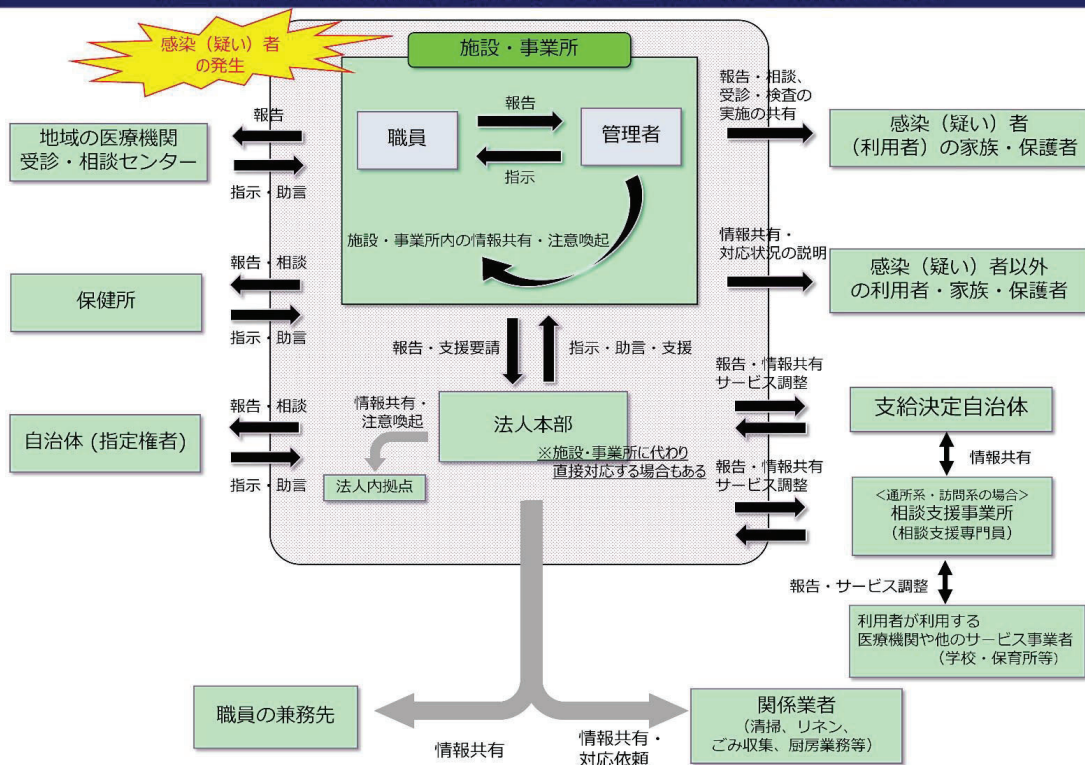 感染（疑い）者
の発生
施設・事業所
職員
報告
指示
管理者
施設・事業所内の情報共有・注意喚起
報告
地域の医療機関
受診・相談センター
指示・助言
報告・相談
保健所
指示・助言
報告・相談
自治体 (指定権者)
指示・助言
報告・相談、
受診・検査の
実施の共有
感染（疑い）者
（利用者）の家族・保護者
情報共有・
対応状況の説明
感染（疑い）者以外
の利用者・家族・保護者
報告・支援要請
指示・助言・支援
法人本部
※施設・事業所に代わり
直接対応する場合もある
情報共有・
注意喚起
法人内拠点
報告・情報共有
サービス調整
支給決定自治体
情報共有
報告・情報共有
サービス調整
＜通所系・訪問系の場合＞
相談支援事業所
（相談支援専門員）
報告・サービス調整
利用者が利用する
医療機関や他のサービス事業者
（学校・保育所等）
職員の兼務先
情報共有
情報共有・
対応依頼
関係業者
（清掃、リネン、
ごみ収集、厨房業務等）